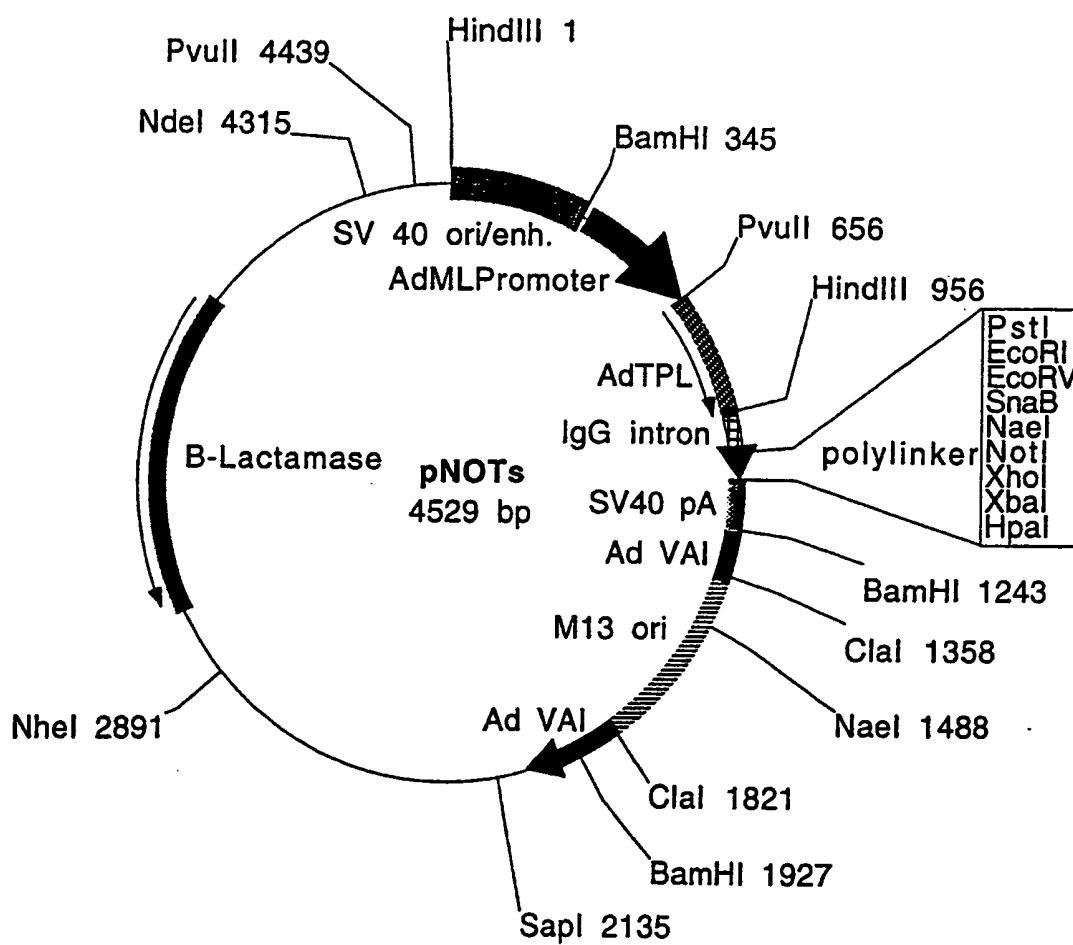 HindIII 1
PvuII 4439
NdeI 4315
BamHI 345
SV 40 ori/enh.
PvuII 656
AdMLPromoter
HindIII 956
PstI
EcoRI
EcoRV
SnaB
NaeI
NotI
XhoI
XbaI
HpaI
AdTPL
IgG intron
polylinker
B-Lactamase
pNOTs
4529 bp
SV40 pA
Ad VAI
BamHI 1243
M13 ori
ClaI 1358
NheI 2891
Ad VAI
NaeI 1488
ClaI 1821
BamHI 1927
SapI 2135